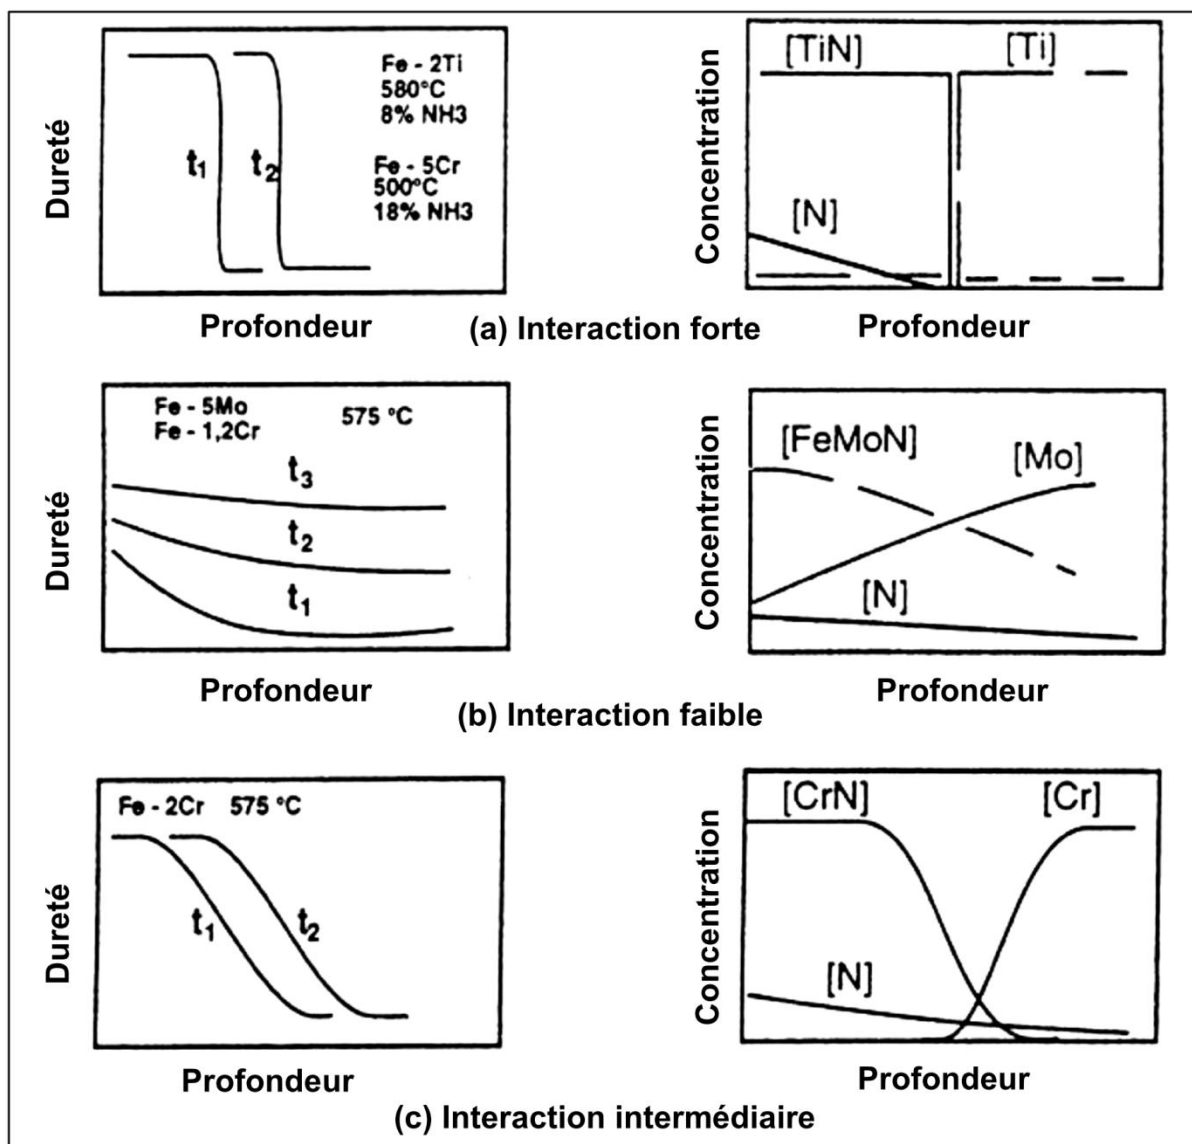 Dureté
t₁
t₂
Fe - 2Ti
580°C
8% NH3
Fe - 5Cr
500°C
18% NH3
Profondeur
Concentration
[TiN]
[Ti]
[N]
Profondeur
(a) Interaction forte
Dureté
Fe - 5Mo
Fe - 1,2Cr
575 °C
t₃
t₂
t₁
Profondeur
Concentration
[FeMoN]
[Mo]
[N]
Profondeur
(b) Interaction faible
Dureté
Fe - 2Cr 575 °C
t₁
t₂
Profondeur
Concentration
[CrN]
[Cr]
[N]
Profondeur
(c) Interaction intermédiaire